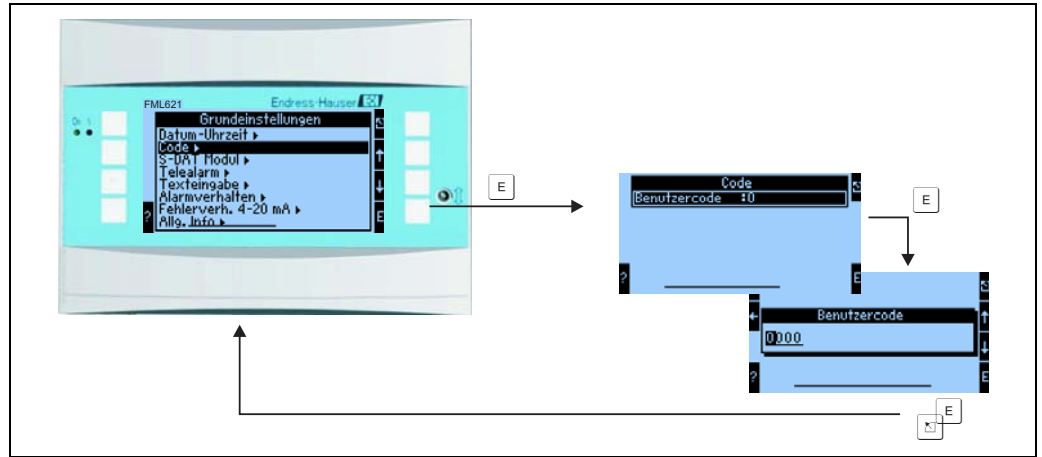 FML621
Endress+Hauser EH
Grundeinstellungen
Datum-Uhrzeit
Code
S-DAT Modul
Telealarm
Texteingabe
Alarmverhalten
Fehlerverh. 4-20 mA
Allg. Info
?
E
E
Code
Benutzercode :0
?
E
E
Benutzercode
0000
?
E
E